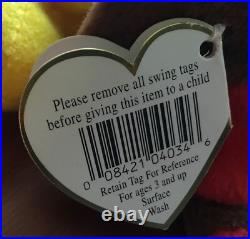 Please remove all swing tags
before giving this item to a child
0 08421 04034 6
Retain Tag For Reference
For ages 3 and up
Surface
Wash